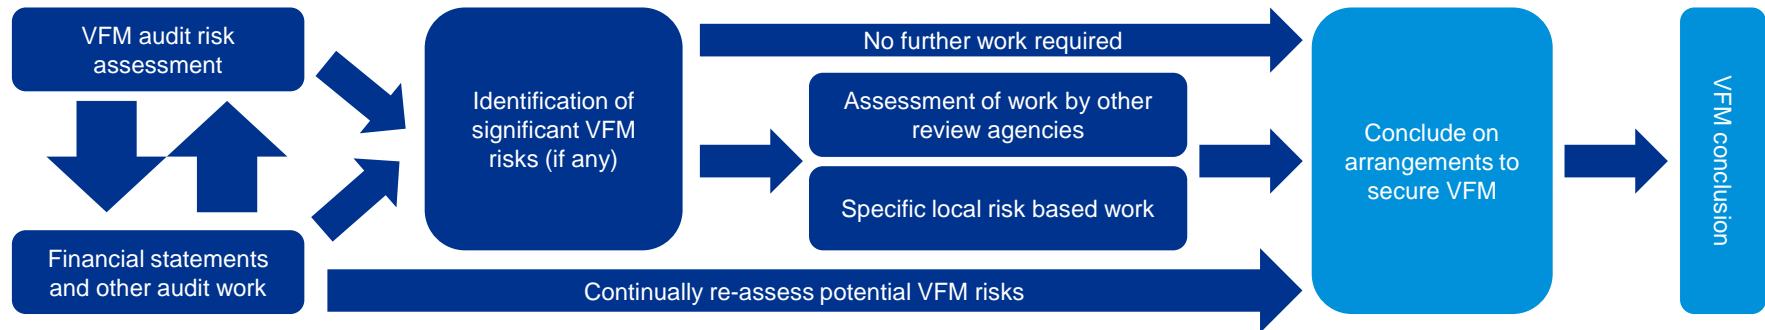 VFM audit risk
assessment
Financial statements
and other audit work
Identification of
significant VFM
risks (if any)
No further work required
Assessment of work by other
review agencies
Specific local risk based work
Continually re-assess potential VFM risks
Conclude on
arrangements to
secure VFM
VFM conclusion